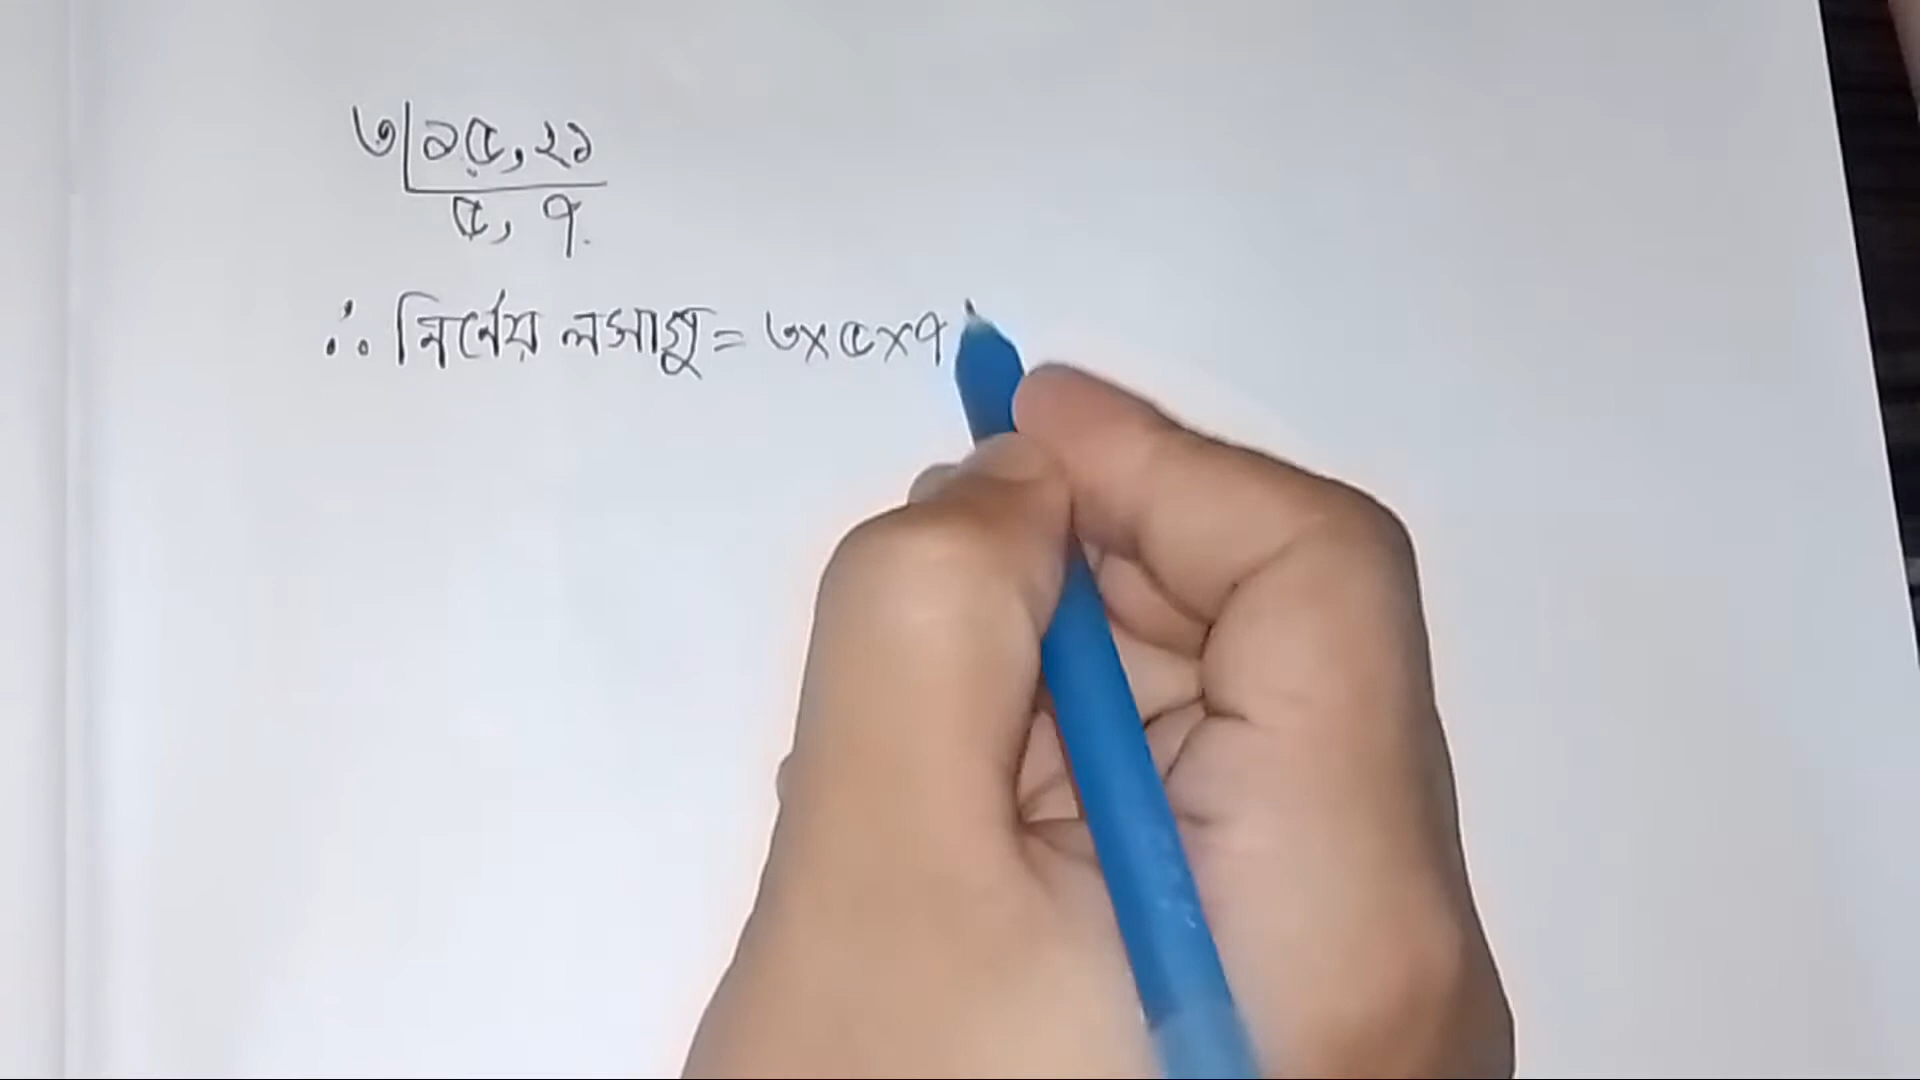 ৩|১৫, ২১
৫, ৭
∴ নির্ণেয় লসাগু = ৩×৫×৭